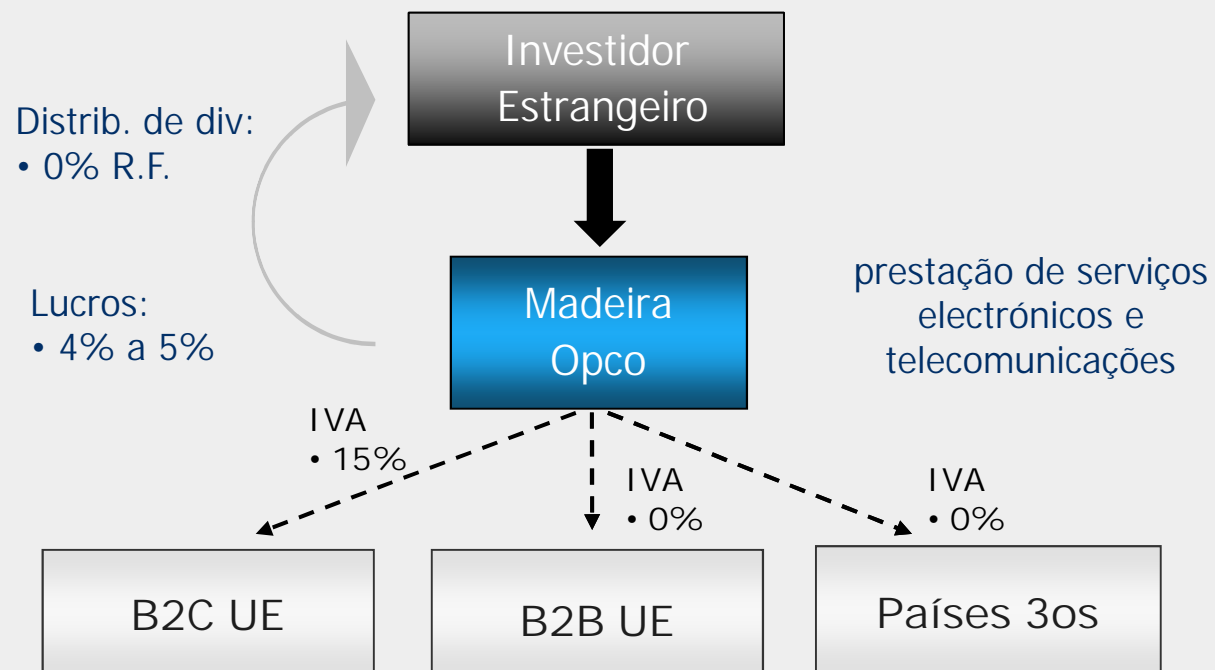 Investidor
Estrangeiro
Distrib. de div:
• 0% R.F.
Lucros:
• 4% a 5%
Madeira
Opco
prestação de serviços
electrónicos e
telecomunicações
IVA
• 15%
IVA
• 0%
IVA
• 0%
B2C UE
B2B UE
Países 3os